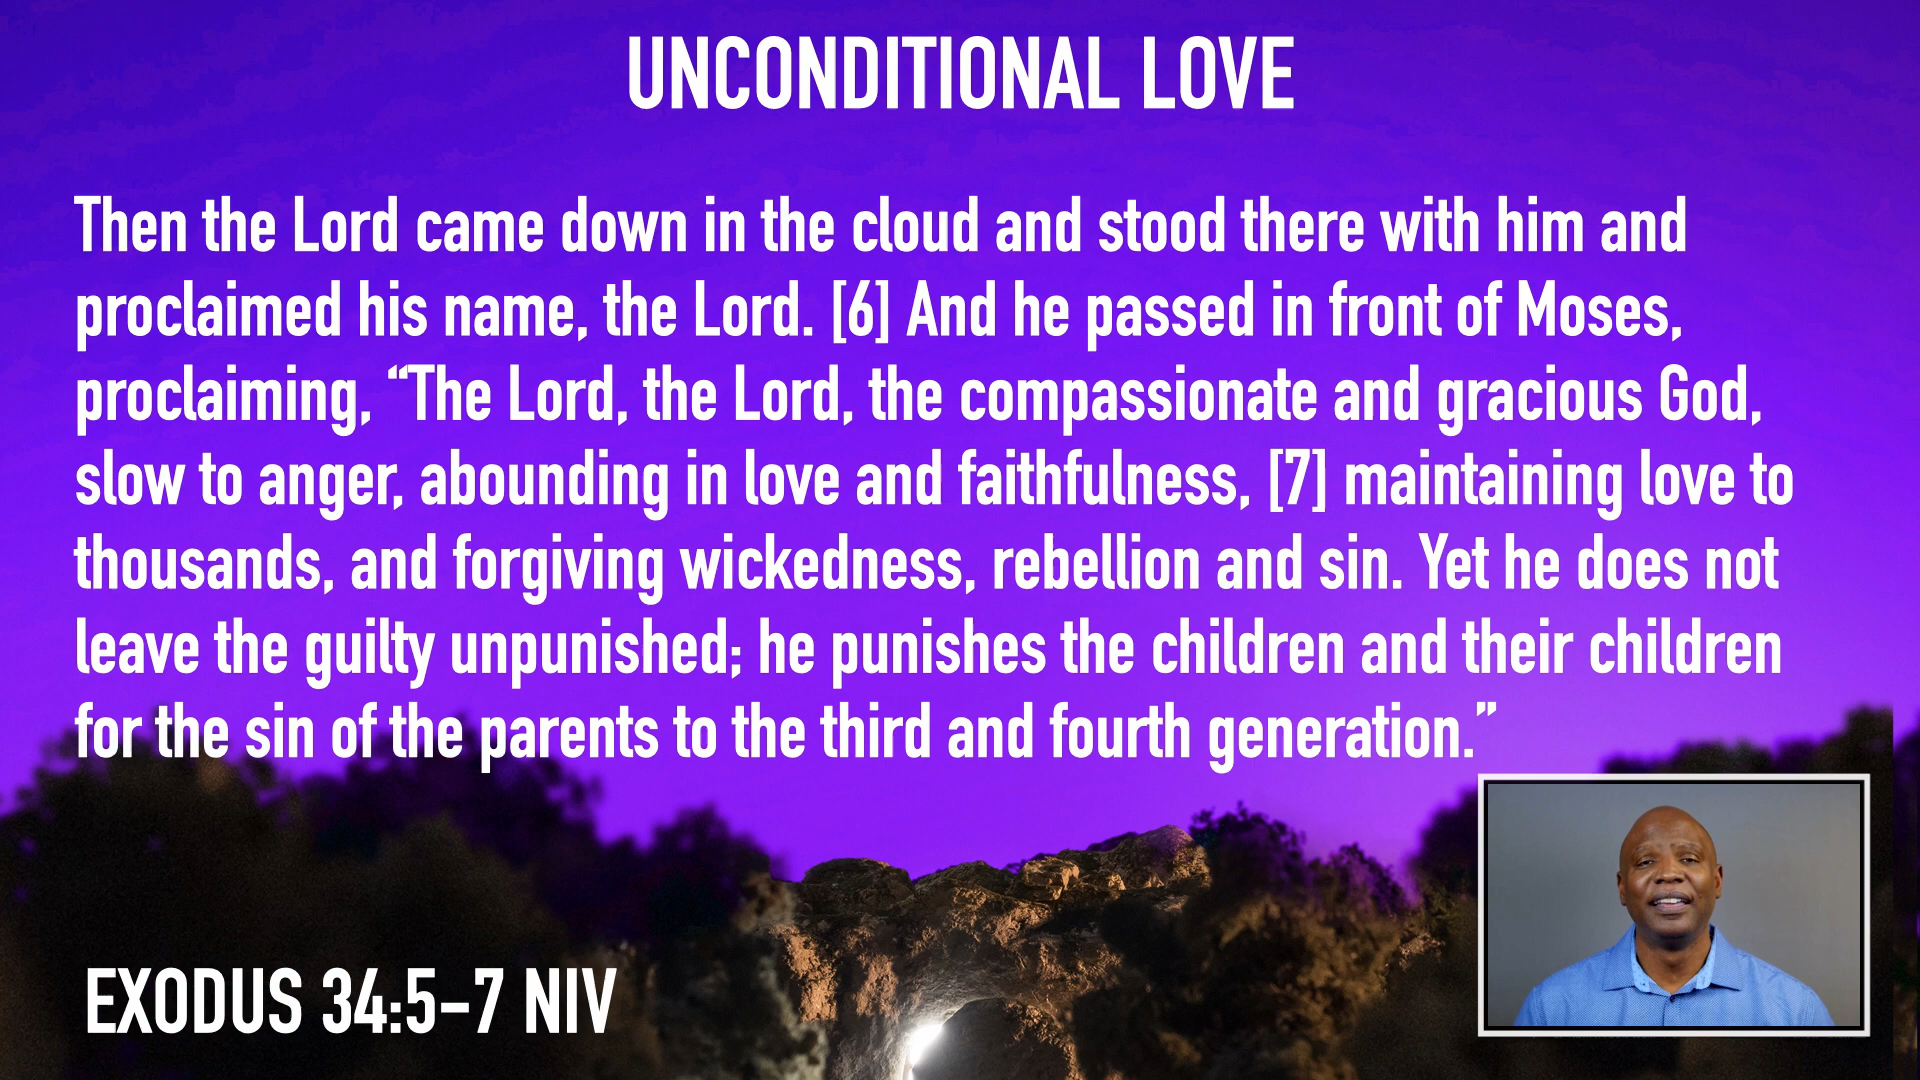 UNCONDITIONAL LOVE
Then the Lord came down in the cloud and stood there with him and
proclaimed his name, the Lord. [6] And he passed in front of Moses,
proclaiming, “The Lord, the Lord, the compassionate and gracious God,
slow to anger, abounding in love and faithfulness, [7] maintaining love to
thousands, and forgiving wickedness, rebellion and sin. Yet he does not
leave the guilty unpunished; he punishes the children and their children
for the sin of the parents to the third and fourth generation.”
EXODUS 34:5-7 NIV